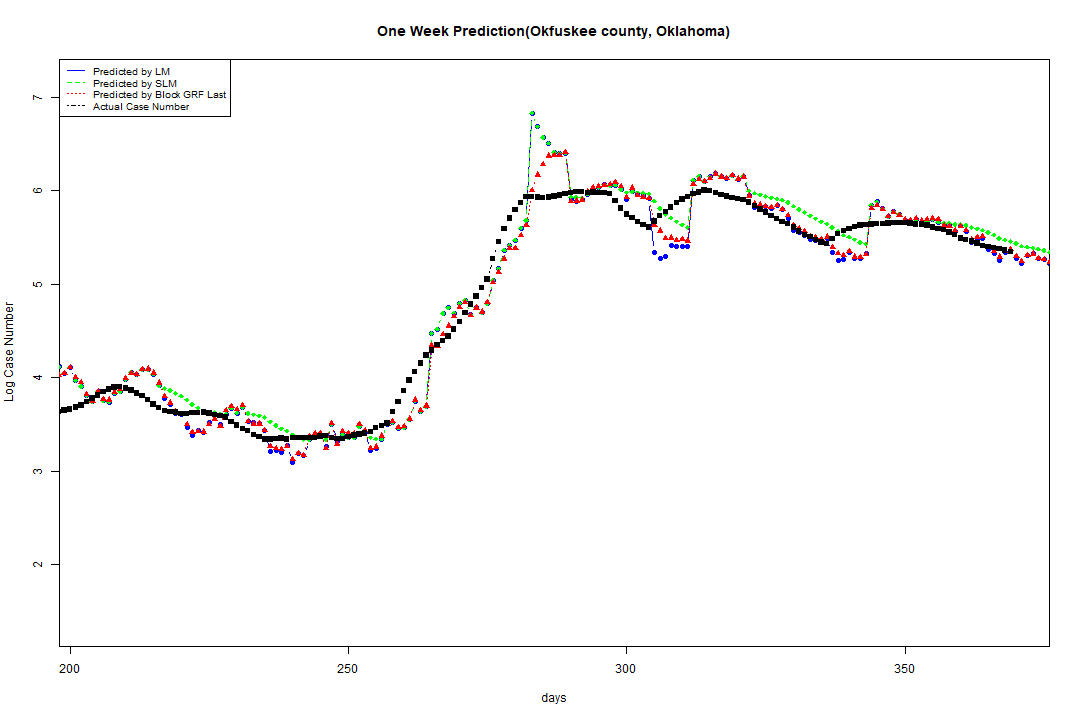 One Week Prediction(Okfuskee county, Oklahoma)
Predicted by LM
Predicted by SLM
Predicted by Block GRF Last
Actual Case Number
Log Case Number
7
6
5
4
3
2
200
250
300
350
days